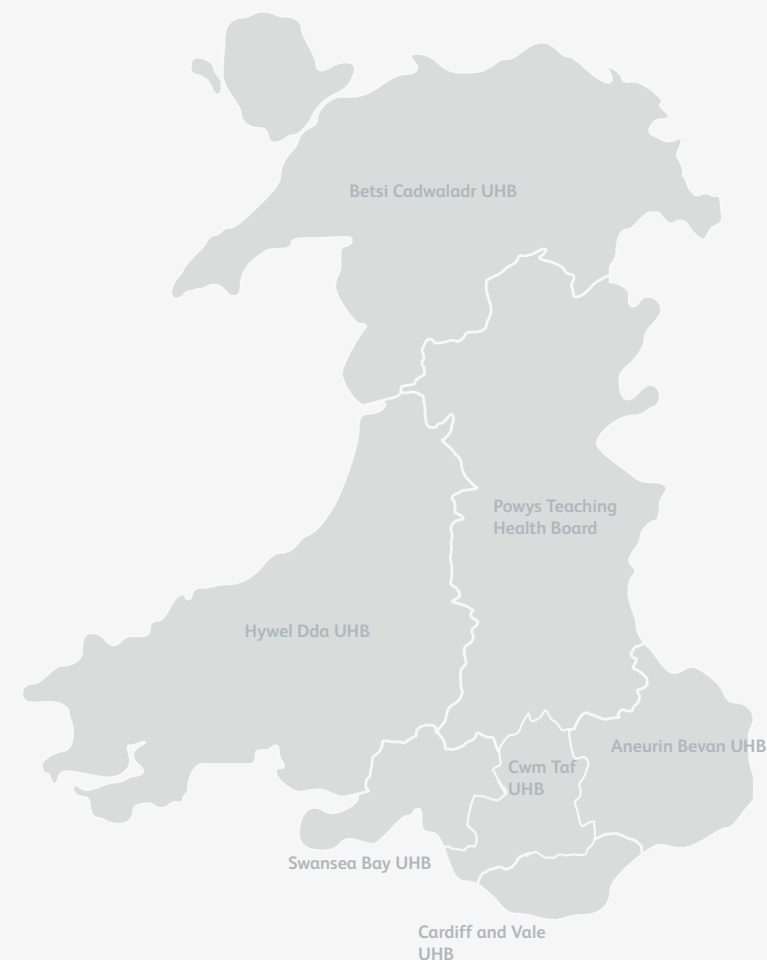 Betsi Cadwaladr UHB
Powys Teaching
Health Board
Hywel Dda UHB
Aneurin Bevan UHB
Cwm Taf
UHB
Swansea Bay UHB
Cardiff and Vale
UHB